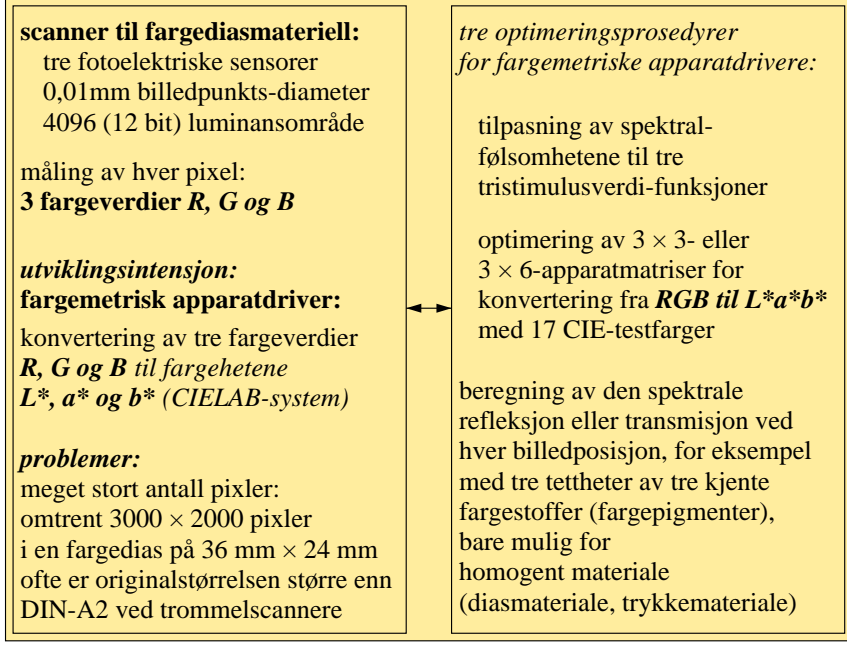 scanner til fargediasmateriell:
tre fotoelektriske sensorer
0,01mm billedpunkts-diameter
4096 (12 bit) luminansområde
måling av hver pixel:
3 fargeverdier R, G og B
utviklingsintensjon:
fargemetrisk apparatdriver:
konvertering av tre fargeverdier
R, G og B til fargehetene
L*, a* og b* (CIELAB-system)
problemer:
meget stort antall pixler:
omtrent 3000 × 2000 pixler
i en fargedias på 36 mm × 24 mm
ofte er originalstørrelsen større enn
DIN-A2 ved trommelscannere
tre optimeringsprosedyrer
for fargemetriske apparatdrivere:
tilpasning av spektral-
følsomhetene til tre
tristimulusverdi-funksjoner
optimering av 3 × 3- eller
3 × 6-apparatmatriser for
konvertering fra RGB til L*a*b*
med 17 CIE-testfarger
beregning av den spektrale
refleksjon eller transmisjon ved
hver billedposisjon, for eksempel
med tre tettheter av tre kjente
fargestoffer (fargepigmenter),
bare mulig for
homogent materiale
(diasmateriale, trykkemateriale)